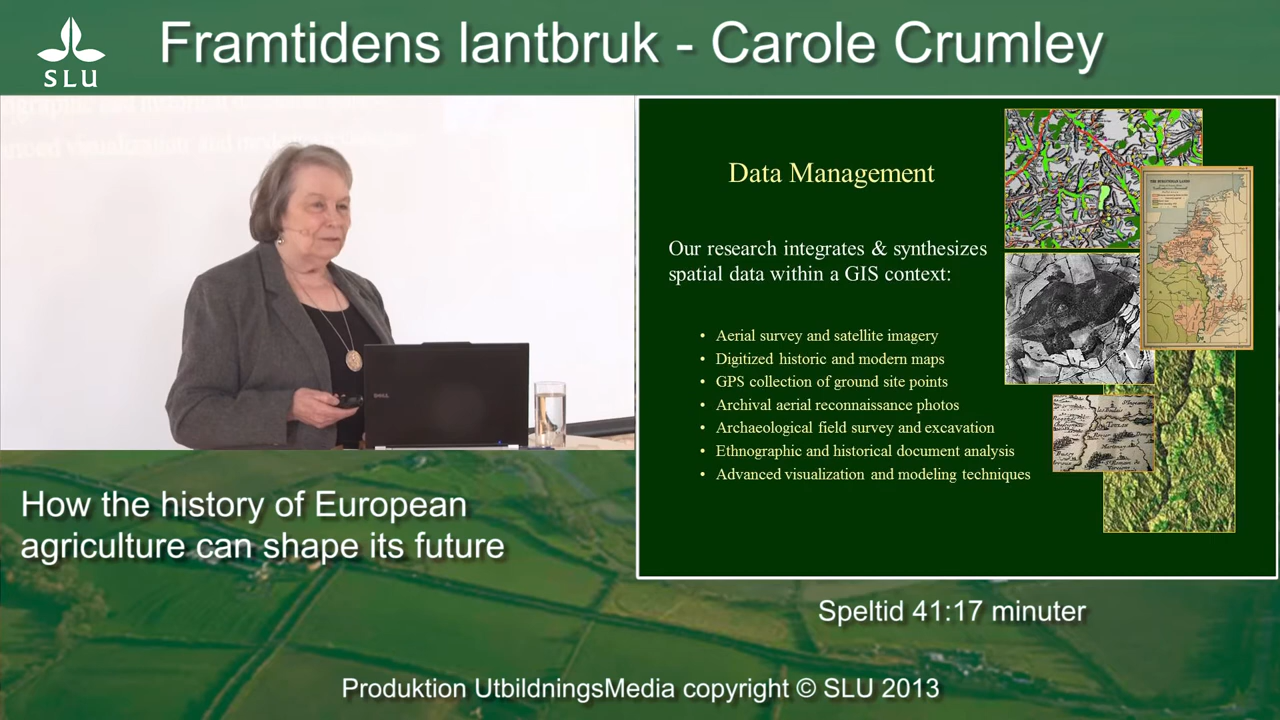 SLU
Framtidens lantbruk - Carole Crumley
Data Management
Our research integrates & synthesizes
spatial data within a GIS context:
• Aerial survey and satellite imagery
• Digitized historic and modern maps
• GPS collection of ground site points
• Archival aerial reconnaissance photos
• Archaeological field survey and excavation
• Ethnographic and historical document analysis
• Advanced visualization and modeling techniques
DELL
How the history of European
agriculture can shape its future
Speltid 41:17 minuter
Produktion UtbildningsMedia copyright © SLU 2013